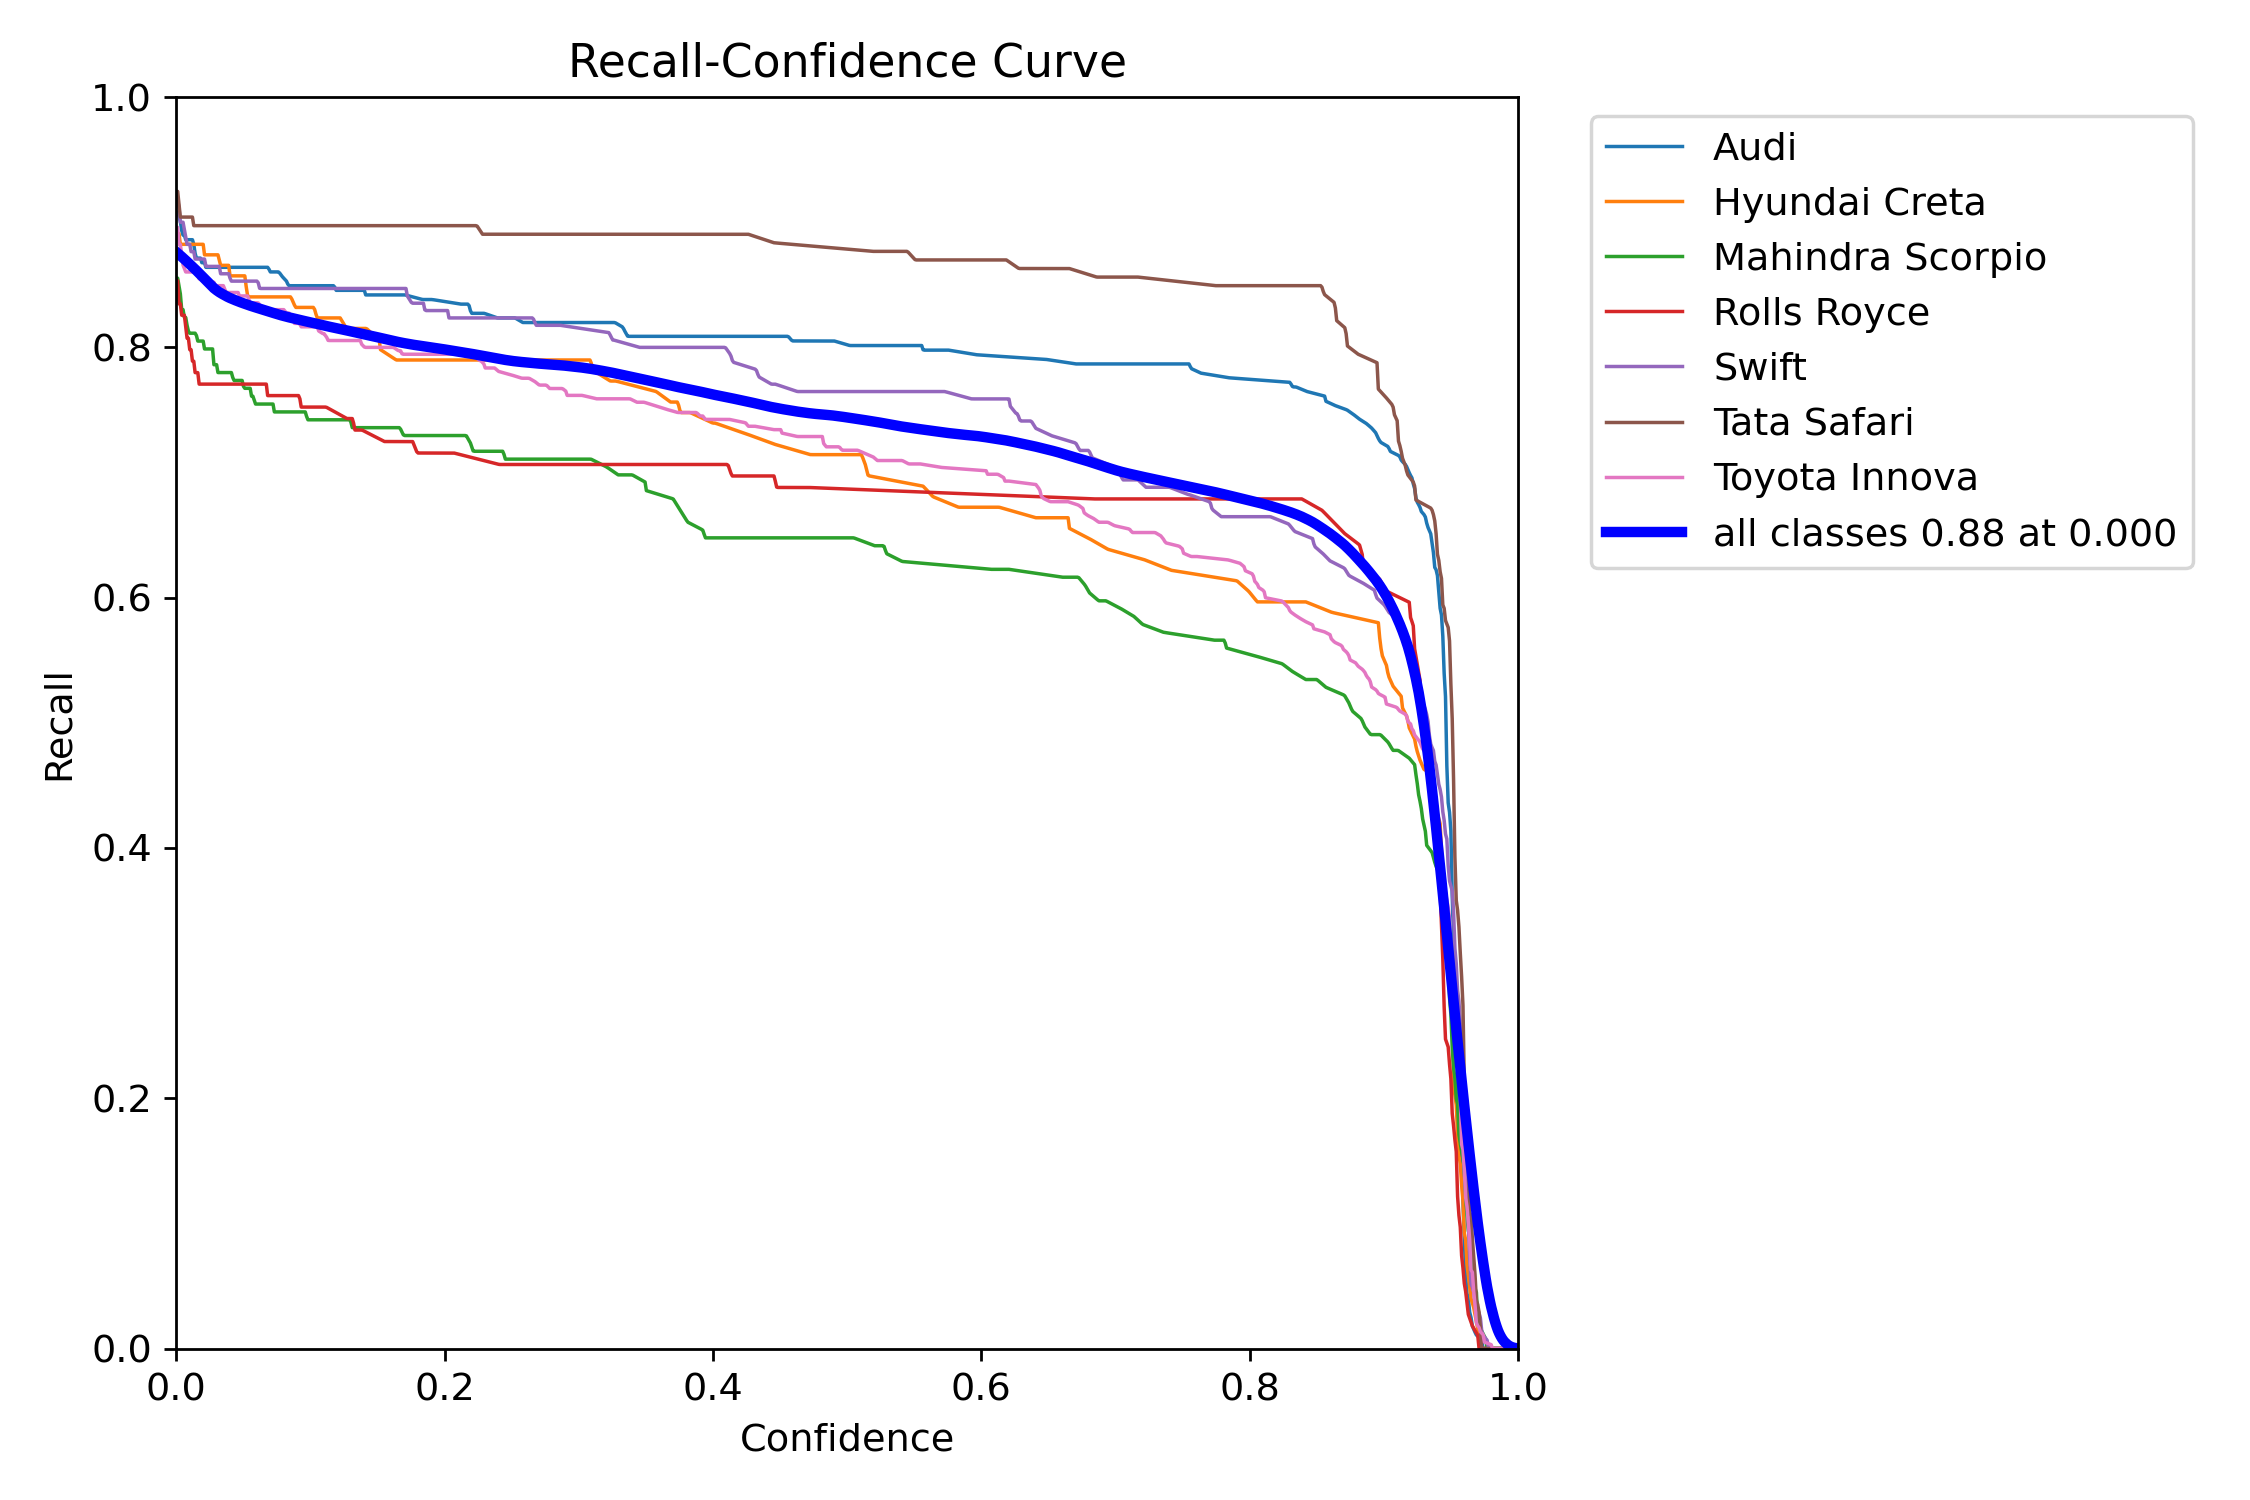 Recall-Confidence Curve
1.0
0.8
0.6
0.4
0.2
0.0
Recall
0.0 0.2 0.4 0.6 0.8 1.0
Confidence
Audi
Hyundai Creta
Mahindra Scorpio
Rolls Royce
Swift
Tata Safari
Toyota Innova
all classes 0.88 at 0.000